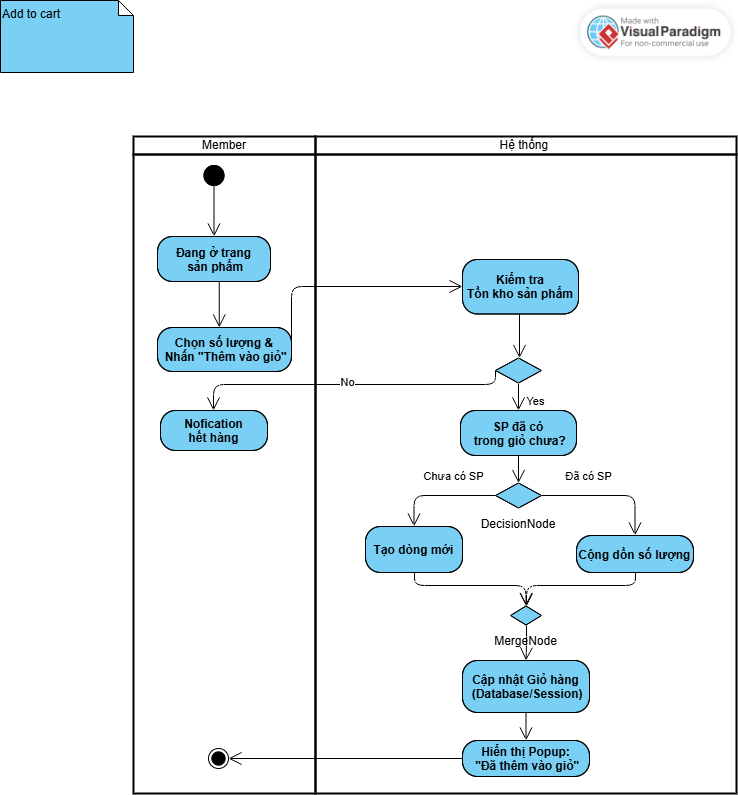 Add to cart
Made with
Visual Paradigm
For non-commercial use
Member
Hệ thống
Đang ở trang
sản phẩm
Kiểm tra
Tồn kho sản phẩm
Chọn số lượng &
Nhấn "Thêm vào giỏ"
No
Yes
Nofication
hết hàng
SP đã có
trong giỏ chưa?
Chưa có SP
Đã có SP
DecisionNode
Tạo dòng mới
Cộng dồn số lượng
MergeNode
Cập nhật Giỏ hàng
(Database/Session)
Hiển thị Popup:
"Đã thêm vào giỏ"